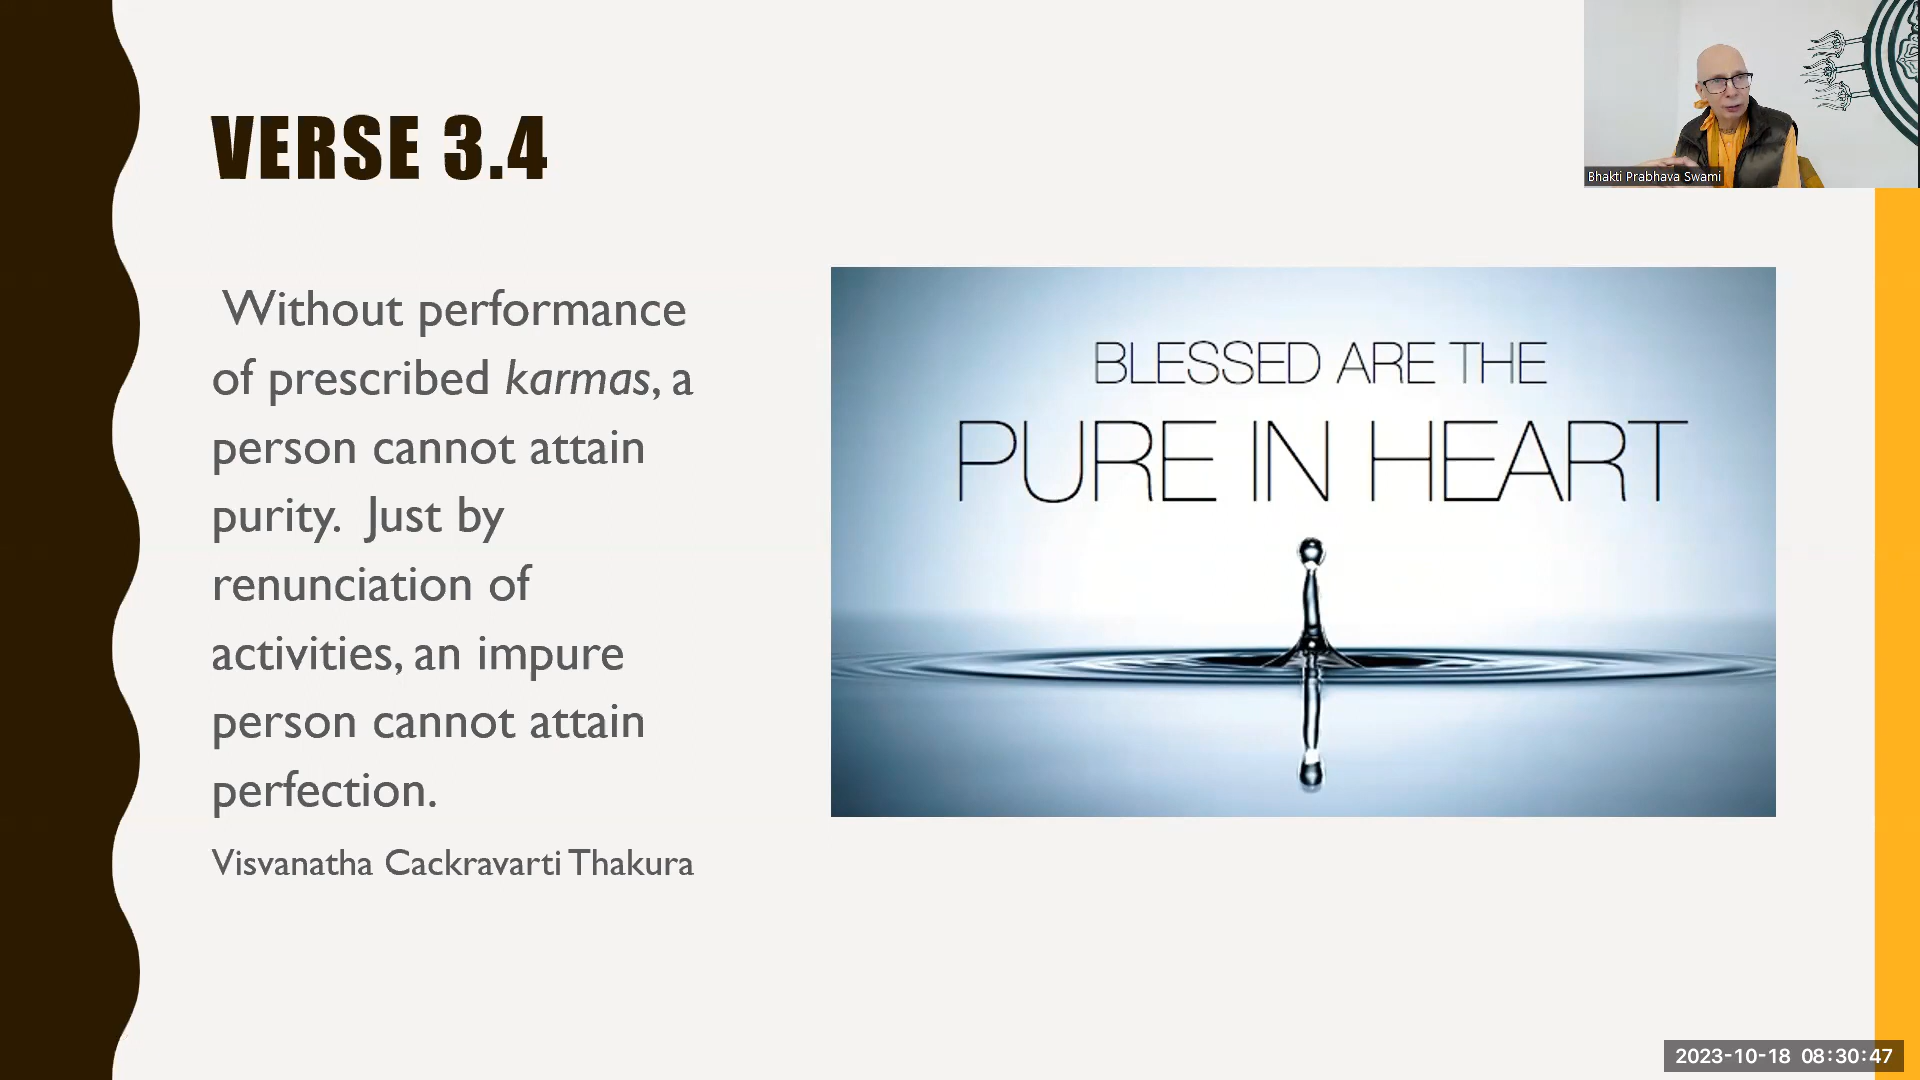 VERSE 3.4
Without performance
of prescribed karmas, a
person cannot attain
purity.  Just by
renunciation of
activities, an impure
person cannot attain
perfection.
Visvanatha Cackravarti Thakura
BLESSED ARE THE
PURE IN HEART
Bhakti Prabhava Swami
2023-10-18 08:30:47